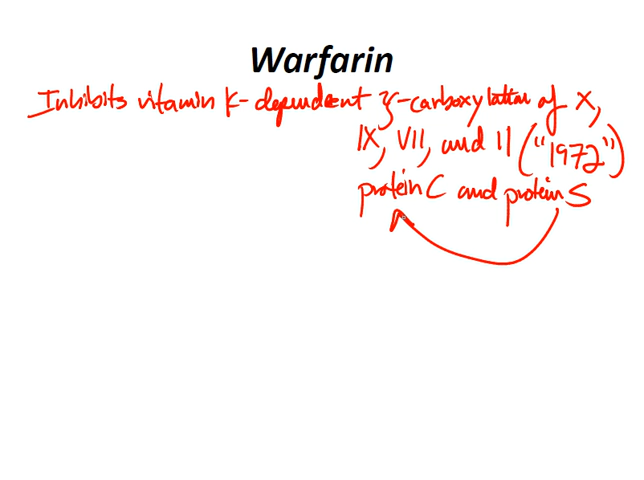 Warfarin
Inhibits vitamin K-dependent γ-carboxylation of X,
IX, VII, and II ("1972")
protein C and protein S